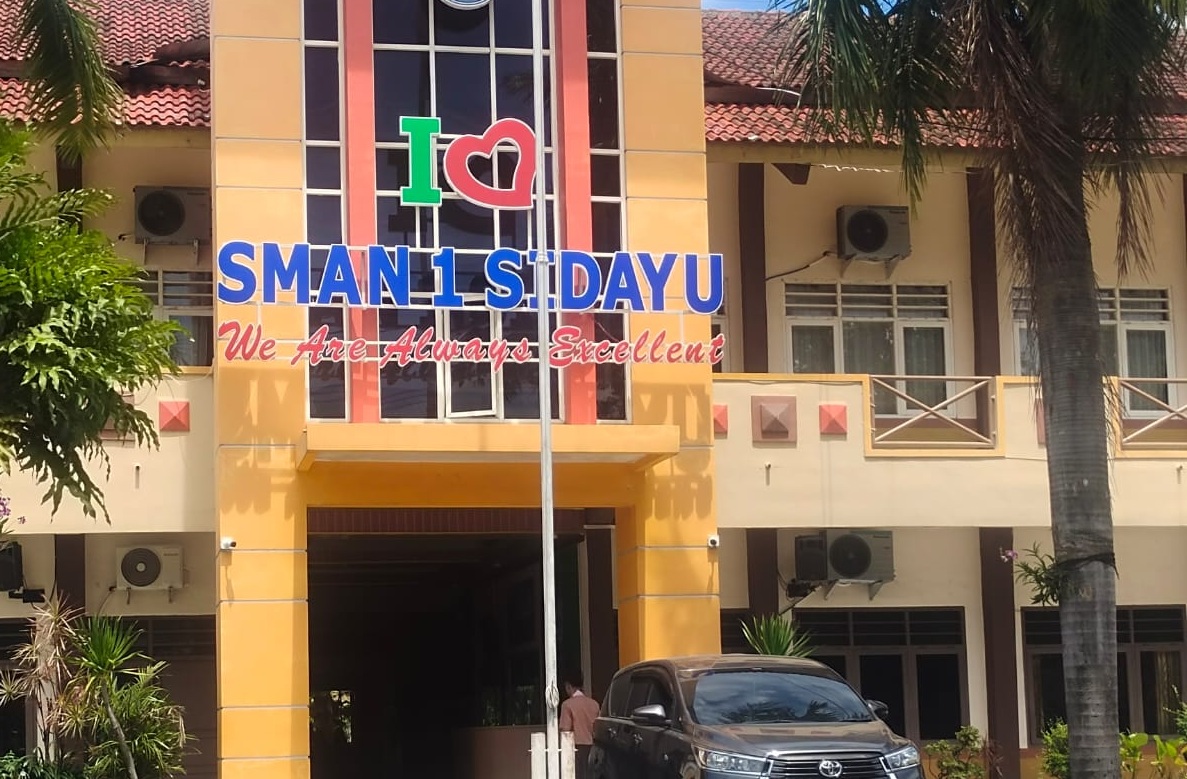 I
SMAN 1 SIDAYU
We Are Always Excellent